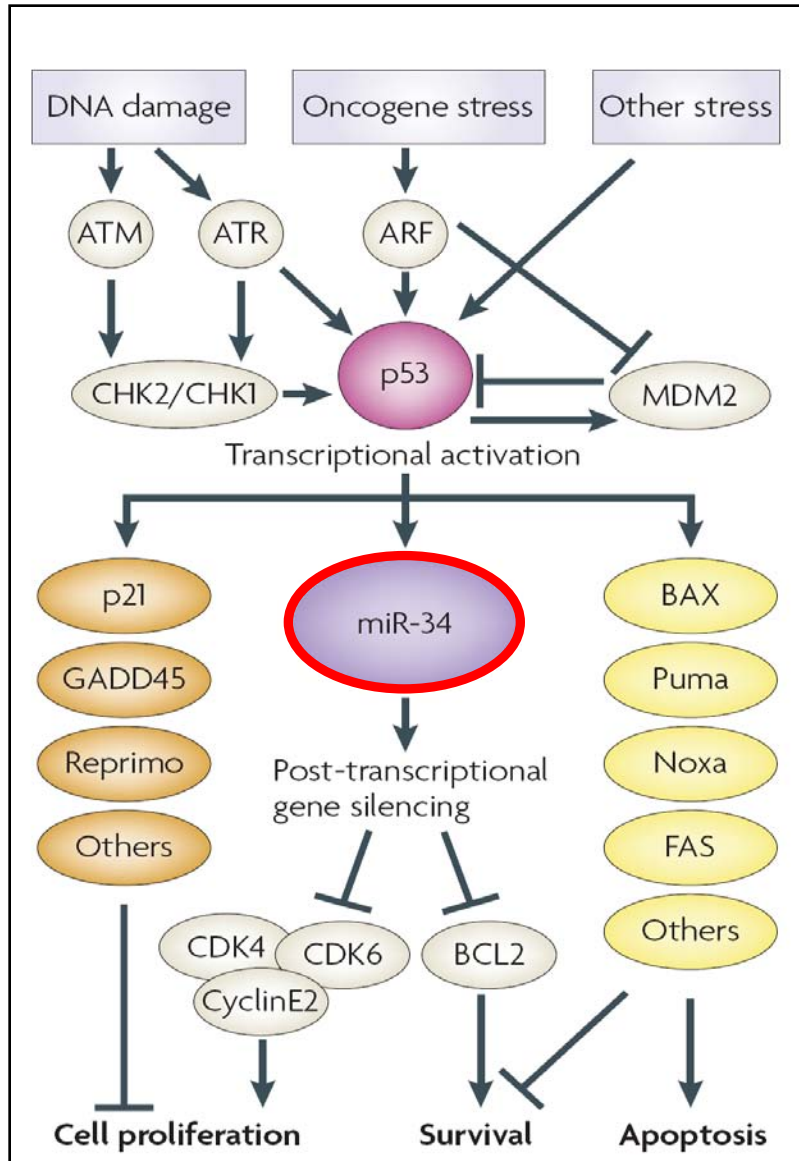 DNA damage
Oncogene stress
Other stress
ATM
ATR
ARF
CHK2/CHK1
p53
MDM2
Transcriptional activation
p21
miR-34
BAX
GADD45
Puma
Reprimo
Post-transcriptional
gene silencing
Noxa
Others
FAS
CDK4
CDK6
BCL2
Others
CyclinE2
Cell proliferation
Survival
Apoptosis